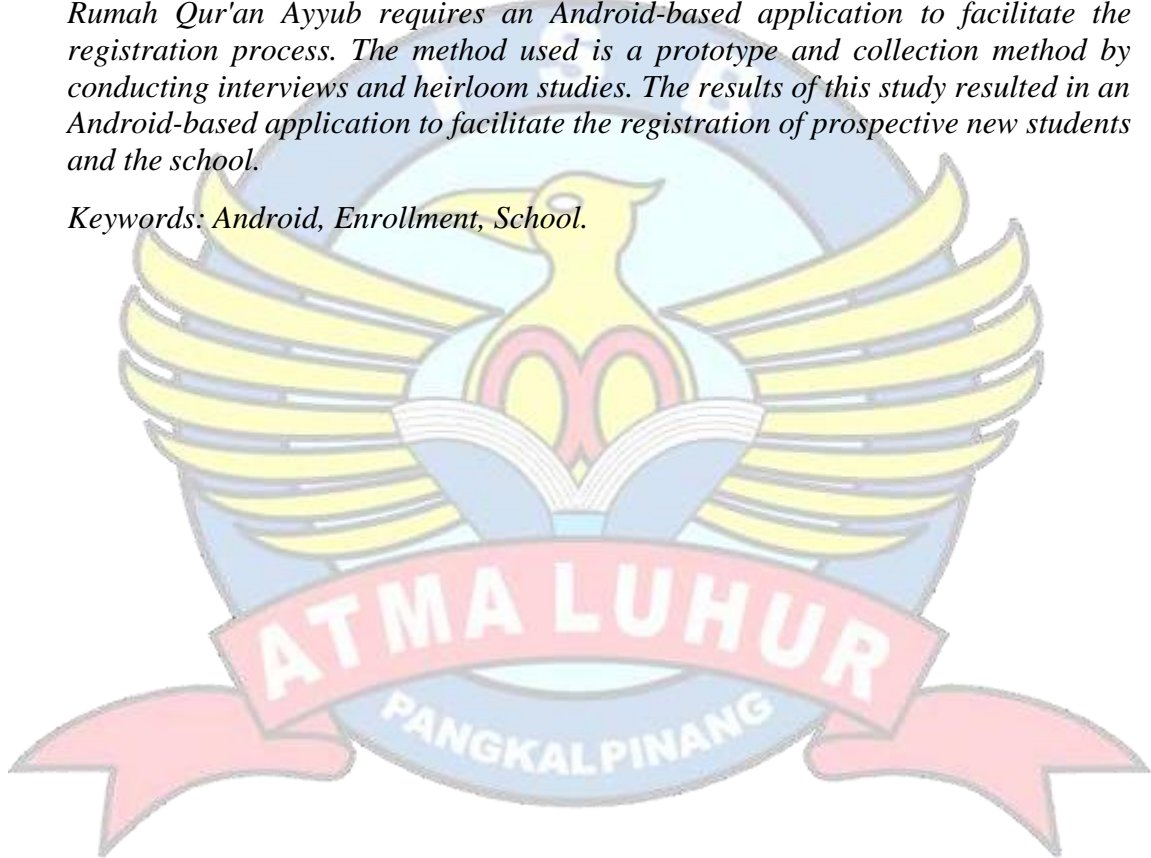 Rumah Qur'an Ayyub requires an Android-based application to facilitate the
registration process. The method used is a prototype and collection method by
conducting interviews and heirloom studies. The results of this study resulted in an
Android-based application to facilitate the registration of prospective new students
and the school.
Keywords: Android, Enrollment, School.
I S B
ATMA LUHUR
PANGKALPINANG